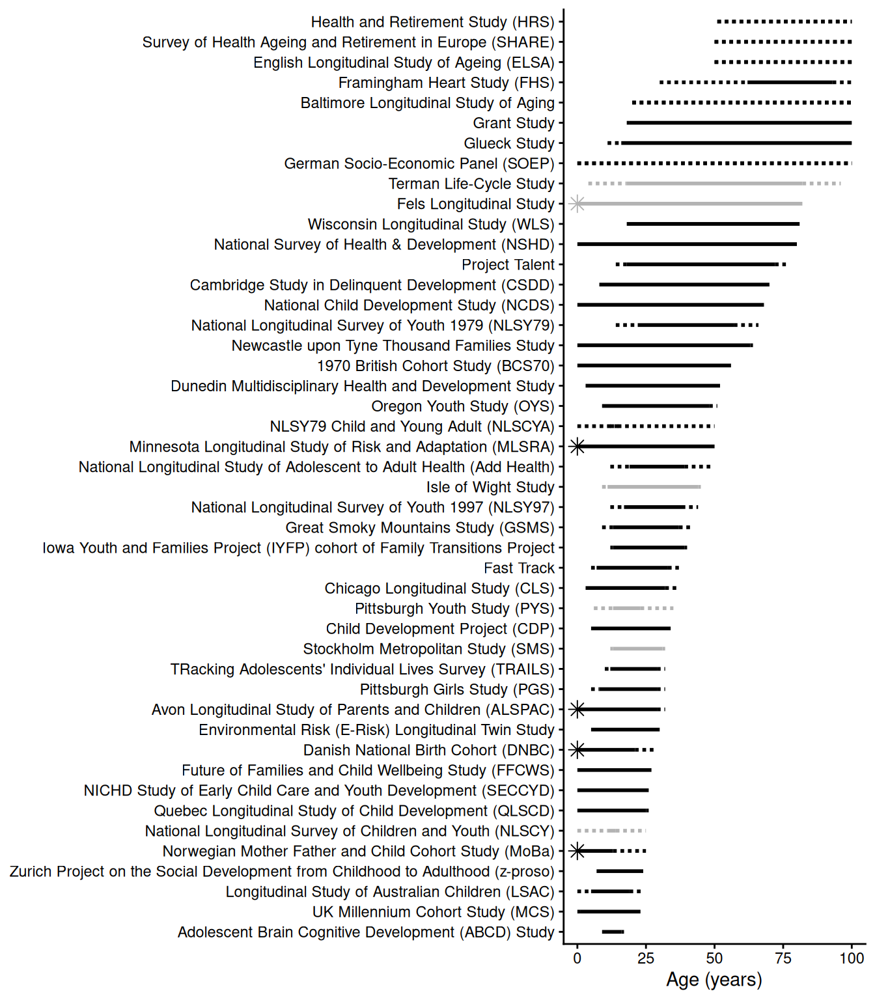 Health and Retirement Study (HRS)
Survey of Health Ageing and Retirement in Europe (SHARE)
English Longitudinal Study of Ageing (ELSA)
Framingham Heart Study (FHS)
Baltimore Longitudinal Study of Aging
Grant Study
Glueck Study
German Socio-Economic Panel (SOEP)
Terman Life-Cycle Study
Fels Longitudinal Study
Wisconsin Longitudinal Study (WLS)
National Survey of Health & Development (NSHD)
Project Talent
Cambridge Study in Delinquent Development (CSDD)
National Child Development Study (NCDS)
National Longitudinal Survey of Youth 1979 (NLSY79)
Newcastle upon Tyne Thousand Families Study
1970 British Cohort Study (BCS70)
Dunedin Multidisciplinary Health and Development Study
Oregon Youth Study (OYS)
NLSY79 Child and Young Adult (NLSCYA)
Minnesota Longitudinal Study of Risk and Adaptation (MLSRA)
National Longitudinal Study of Adolescent to Adult Health (Add Health)
Isle of Wight Study
National Longitudinal Survey of Youth 1997 (NLSY97)
Great Smoky Mountains Study (GSMS)
Iowa Youth and Families Project (IYFP) cohort of Family Transitions Project
Fast Track
Chicago Longitudinal Study (CLS)
Pittsburgh Youth Study (PYS)
Child Development Project (CDP)
Stockholm Metropolitan Study (SMS)
TRacking Adolescents' Individual Lives Survey (TRAILS)
Pittsburgh Girls Study (PGS)
Avon Longitudinal Study of Parents and Children (ALSPAC)
Environmental Risk (E-Risk) Longitudinal Twin Study
Danish National Birth Cohort (DNBC)
Future of Families and Child Wellbeing Study (FFCWS)
NICHD Study of Early Child Care and Youth Development (SECCYD)
Quebec Longitudinal Study of Child Development (QLSCD)
National Longitudinal Survey of Children and Youth (NLSCY)
Norwegian Mother Father and Child Cohort Study (MoBa)
Zurich Project on the Social Development from Childhood to Adulthood (z-proso)
Longitudinal Study of Australian Children (LSAC)
UK Millennium Cohort Study (MCS)
Adolescent Brain Cognitive Development (ABCD) Study
0 25 50 75 100
Age (years)